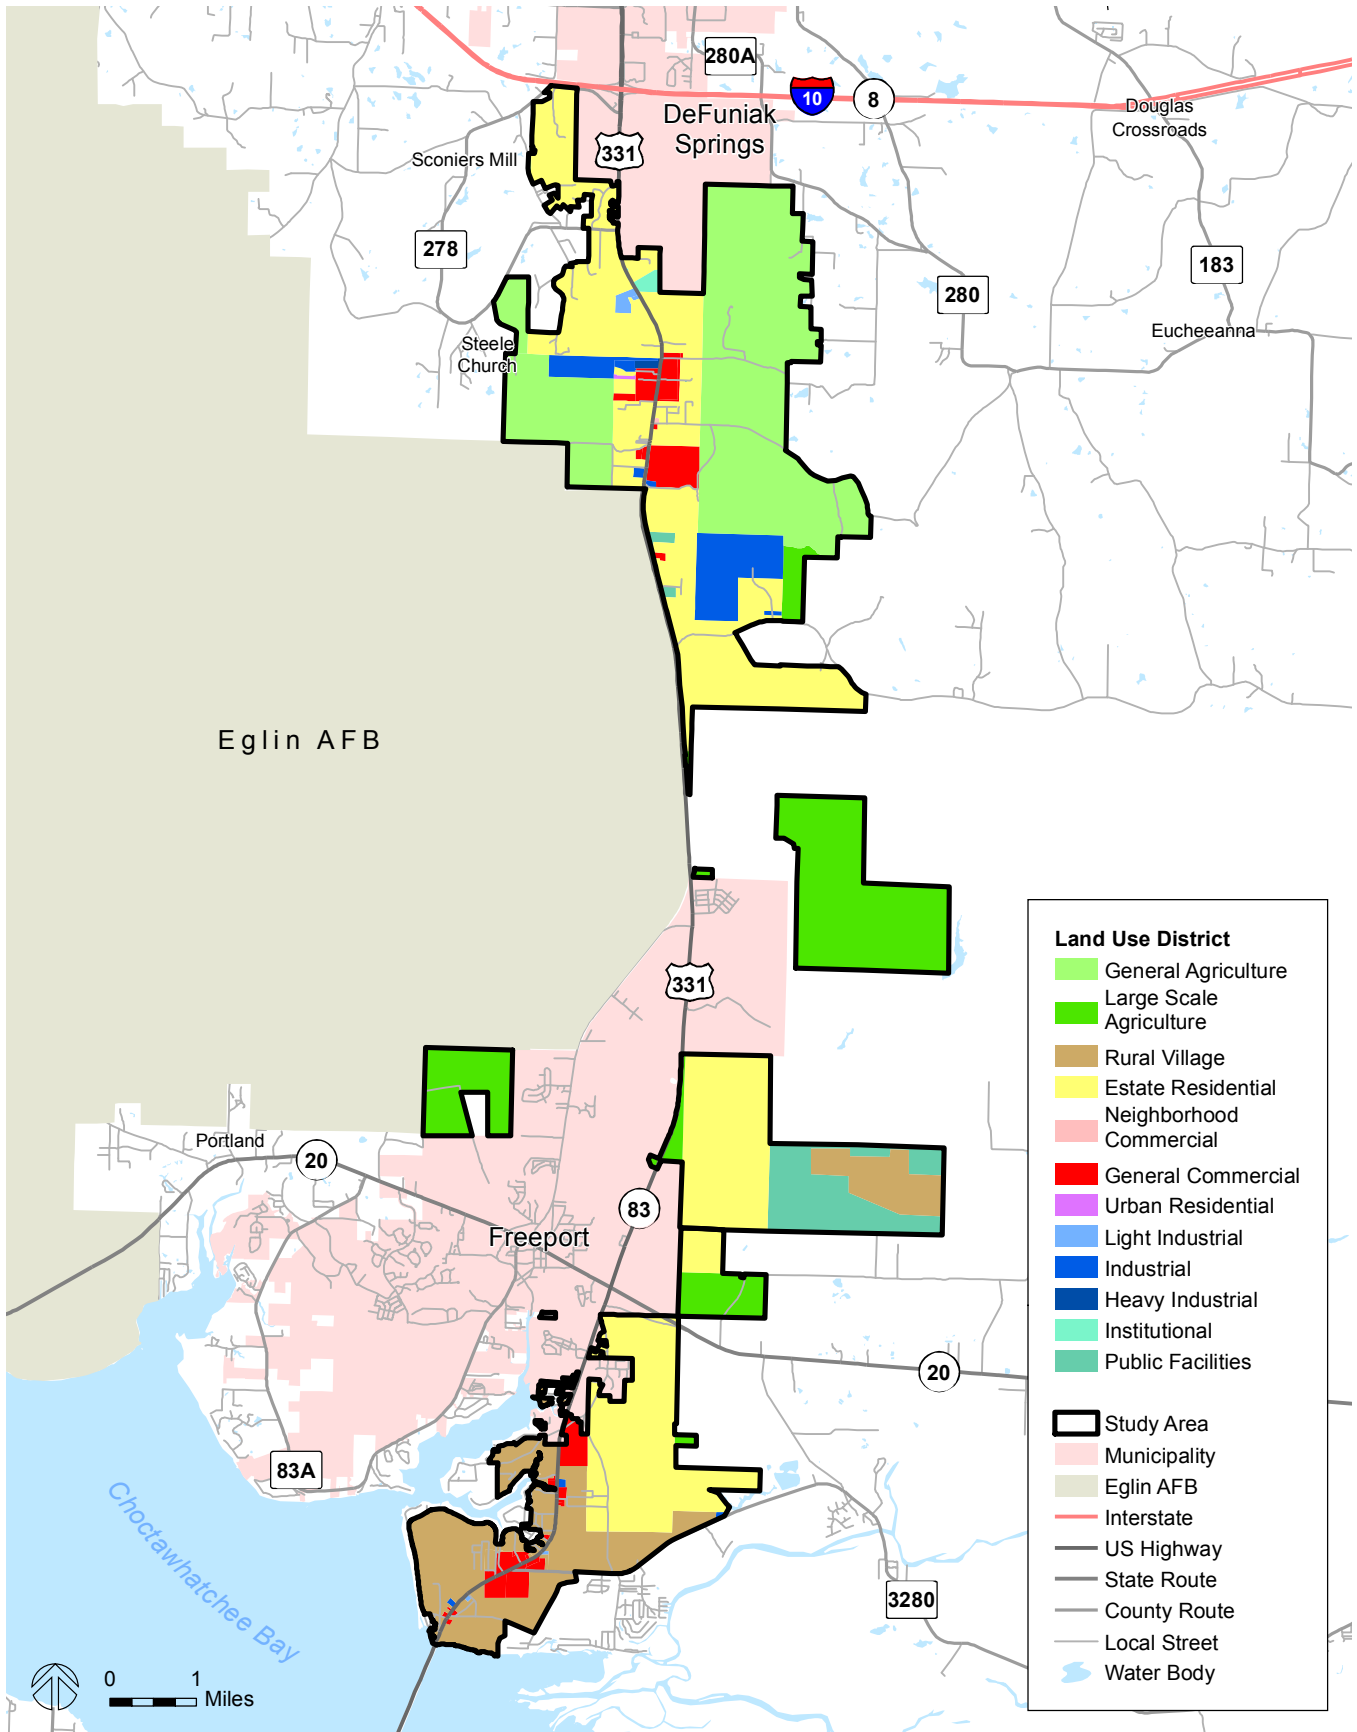 280A
10
8
DeFuniak
Springs
Douglas
Crossroads
331
Sconiers Mill
278
183
280
Eucheeanna
Steele
Church
Eglin AFB
331
Portland
20
83
Freeport
20
83A
3280
Choctawhatchee Bay
0 1
Miles
Land Use District
General Agriculture
Large Scale
Agriculture
Rural Village
Estate Residential
Neighborhood
Commercial
General Commercial
Urban Residential
Light Industrial
Industrial
Heavy Industrial
Institutional
Public Facilities
Study Area
Municipality
Eglin AFB
Interstate
US Highway
State Route
County Route
Local Street
Water Body